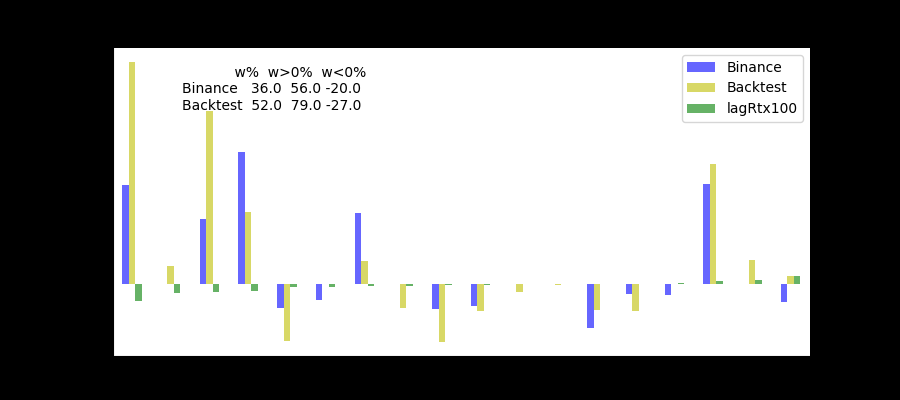 w%  w>0%  w<0%
Binance   36.0  56.0 -20.0
Backtest  52.0  79.0 -27.0
Binance
Backtest
lagRtx100